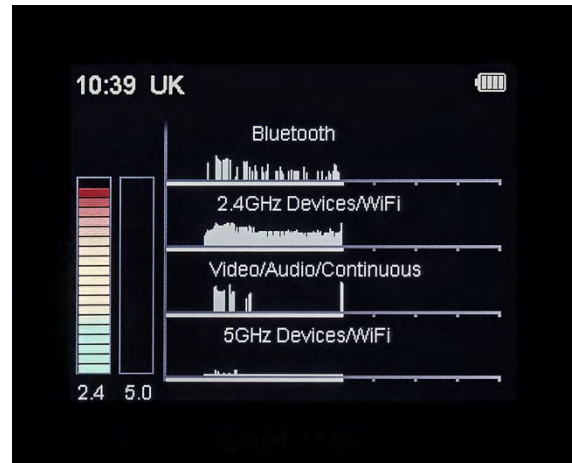 10:39 UK
Bluetooth
2.4GHz Devices/WiFi
Video/Audio/Continuous
5GHz Devices/WiFi
2.4 5.0